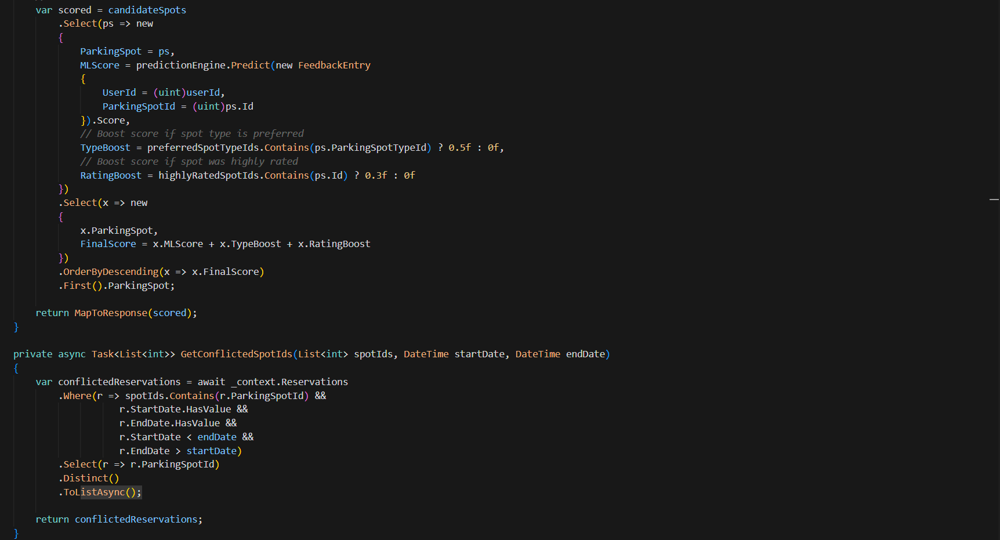 var scored = candidateSpots
.Select(ps => new
{
ParkingSpot = ps,
MLScore = predictionEngine.Predict(new FeedbackEntry
{
UserId = (uint)userId,
ParkingSpotId = (uint)ps.Id
}).Score,
// Boost score if spot type is preferred
TypeBoost = preferredSpotTypeIds.Contains(ps.ParkingSpotTypeId) ? 0.5f : 0f,
// Boost score if spot was highly rated
RatingBoost = highlyRatedSpotIds.Contains(ps.Id) ? 0.3f : 0f
})
.Select(x => new
{
x.ParkingSpot,
FinalScore = x.MLScore + x.TypeBoost + x.RatingBoost
})
.OrderByDescending(x => x.FinalScore)
.First().ParkingSpot;
return MapToResponse(scored);
}
private async Task<List<int>> GetConflictedSpotIds(List<int> spotIds, DateTime startDate, DateTime endDate)
{
var conflictedReservations = await _context.Reservations
.Where(r => spotIds.Contains(r.ParkingSpotId) &&
r.StartDate.HasValue &&
r.EndDate.HasValue &&
r.StartDate < endDate &&
r.EndDate > startDate)
.Select(r => r.ParkingSpotId)
.Distinct()
.ToListAsync();
return conflictedReservations;
}